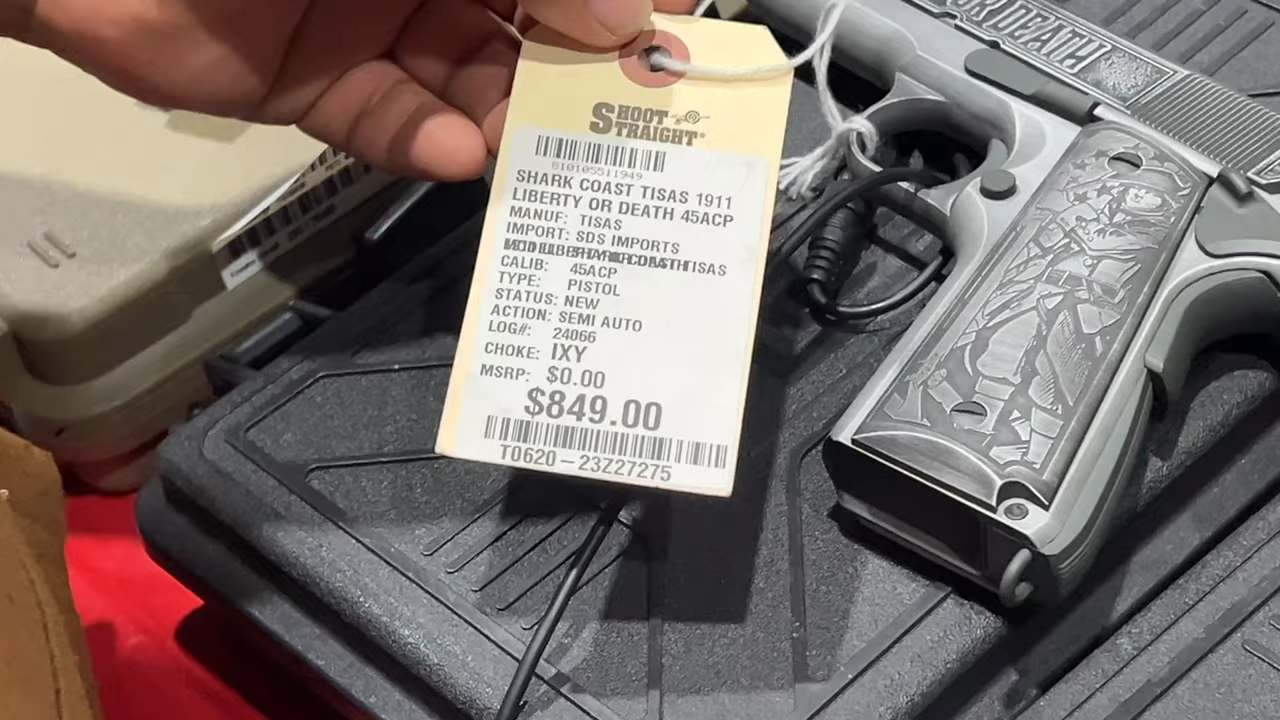 SHOOT
STRAIGHT
810105511949
SHARK COAST TISAS 1911
LIBERTY OR DEATH 45ACP
MANUF: TISAS
IMPORT: SDS IMPORTS
TISAS
CALIB: 45ACP
TYPE: PISTOL
STATUS: NEW
ACTION: SEMI AUTO
LOG#: 24066
CHOKE: IXY
MSRP: $0.00
$849.00
T0620-23Z27275
OR DEATH